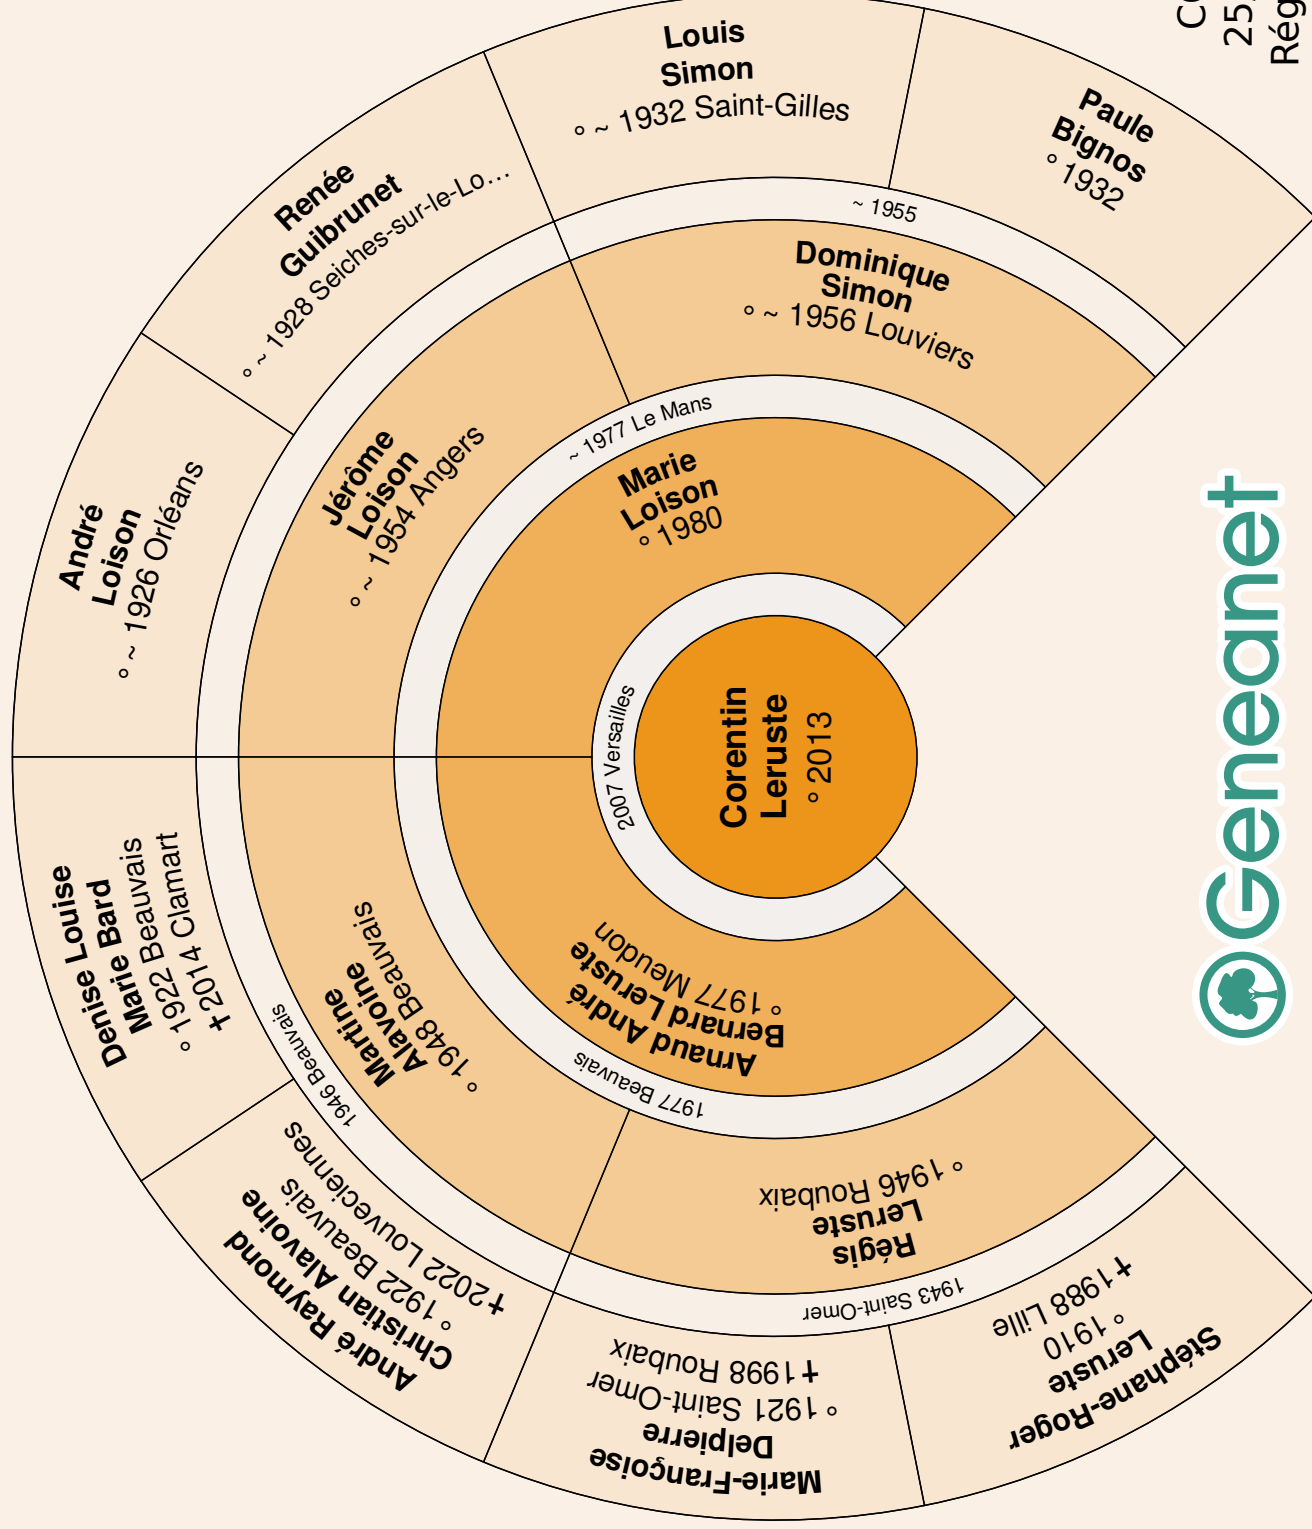 Corentin
Leruste
° 2013
2007 Versailles
Arnaud André
Bernard Leruste
° 1977 Meudon
Marie
Loison
° 1980
1977 Beauvais
~ 1977 Le Mans
Régis
Leruste
° 1946 Roubaix
Martine
Alavoine
° 1948 Beauvais
Jérôme
Loison
° ~ 1954 Angers
Dominique
Simon
° ~ 1956 Louviers
1943 Saint-Omer
1946 Beauvais
~ 1955
Stéphane-Roger
Leruste
° 1910
✝1988 Lille
Marie-Françoise
Delpierre
° 1921 Saint-Omer
✝1998 Roubaix
André Raymond
Christian Alavoine
° 1922 Beauvais
✝2022 Louveciennes
Denise Louise
Marie Bard
° 1922 Beauvais
✝2014 Clamart
André
Loison
° ~ 1926 Orléans
Renée
Guibrunet
° ~ 1928 Seiches-sur-le-Lo…
Louis
Simon
° ~ 1932 Saint-Gilles
Paule
Bignos
° 1932
Geneanet